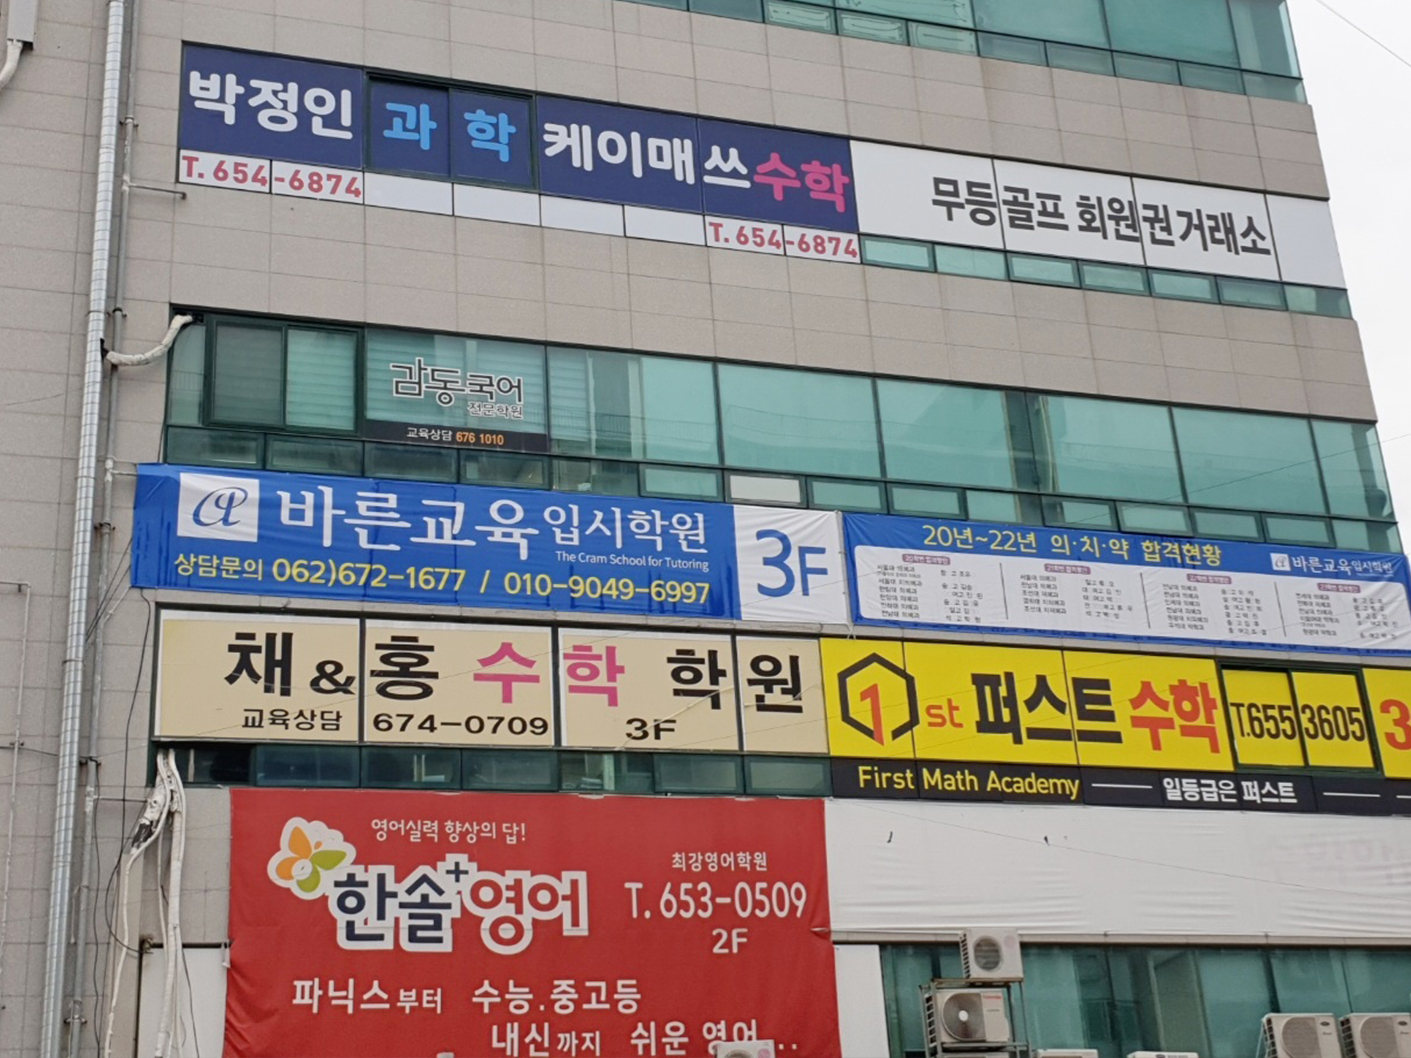 박정인 과학 케이매쓰수학
T. 654-6874
T. 654-6874
무등골프 회원권거래소
감동국어
전문학원
교육상담 676 1010
바른교육입시학원
The Cram School for Tutoring
상담문의 062)672-1677 / 010-9049-6997
3F
20년~22년 의·치·약 합격현황
바른교육입시학원
채&홍 수학 학원
교육상담 674-0709 3F
1st 퍼스트수학 T.655 3605 3
First Math Academy 일등급은 퍼스트
영어실력 향상의 답!
한솔+영어
최강영어학원
T. 653-0509
2F
파닉스부터 수능.중고등
내신까지 쉬운 영어..